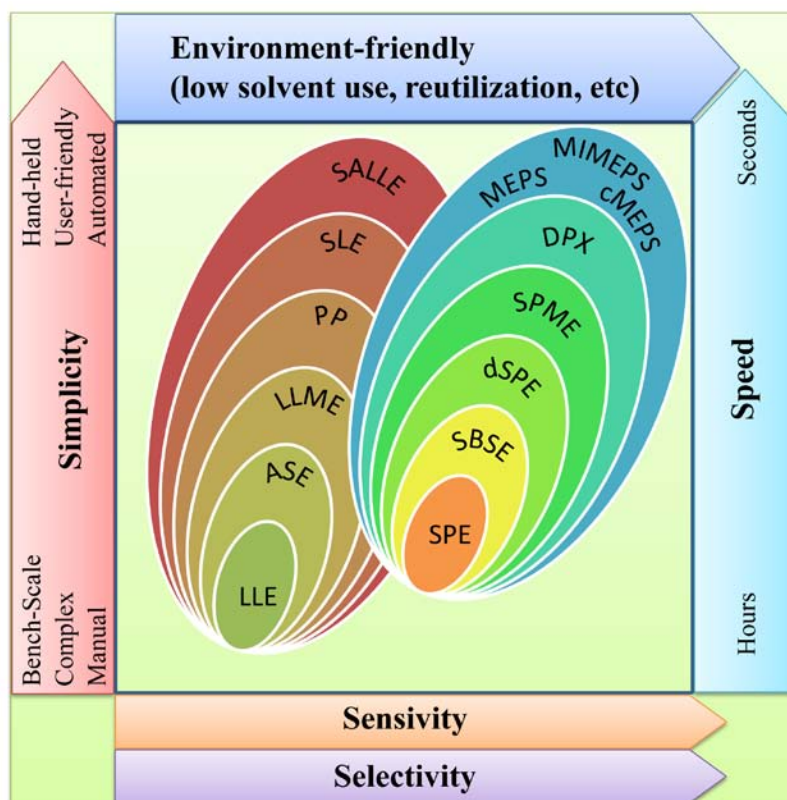 Environment-friendly
(low solvent use, reutilization, etc)
Hand-held
User-friendly
Automated
Simplicity
Bench-Scale
Complex
Manual
SALLE
SLE
PP
LLME
ASE
LLE
MEPS
MIMEPS
cMEPS
DPX
SPME
dSPE
SBSE
SPE
Seconds
Speed
Hours
Sensivity
Selectivity